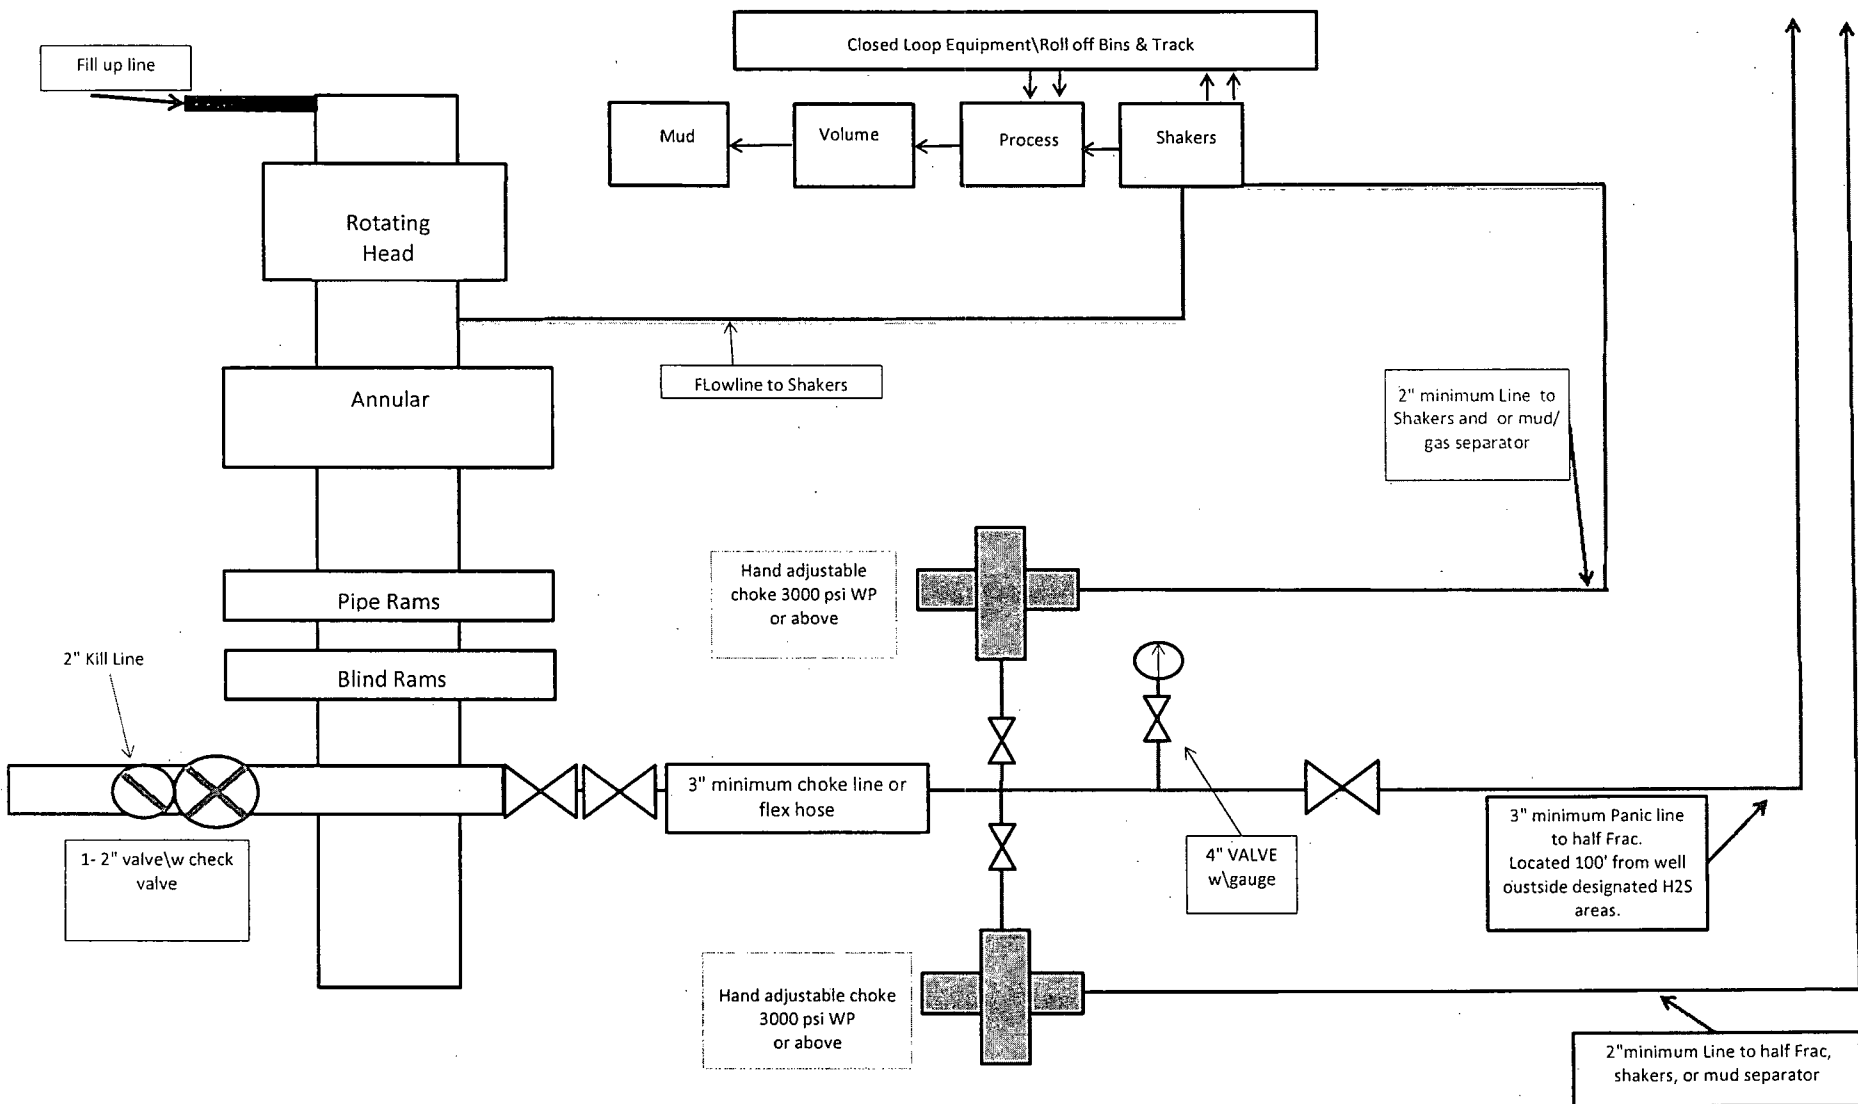 Closed Loop Equipment\Roll off Bins & Track
Fill up line
Mud
Volume
Process
Shakers
Rotating
Head
FLowline to Shakers
Annular
2" minimum Line to
Shakers and or mud/
gas separator
Hand adjustable
choke 3000 psi WP
or above
Pipe Rams
2" Kill Line
Blind Rams
3" minimum choke line or
flex hose
1- 2" valve\w check
valve
4" VALVE
w\gauge
3" minimum Panic line
to half Frac.
Located 100' from well
oustside designated H2S
areas.
Hand adjustable choke
3000 psi WP
or above
2"minimum Line to half Frac,
shakers, or mud separator